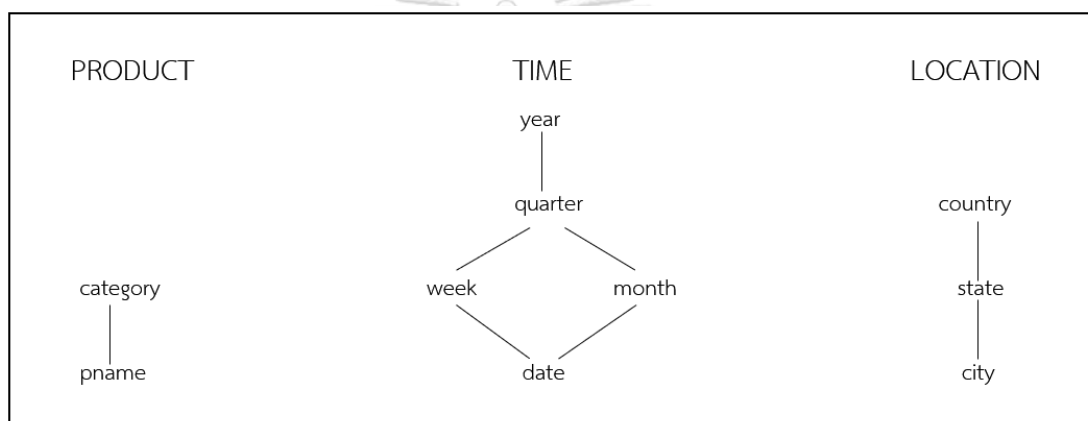 PRODUCT TIME LOCATION
year
quarter country
category week month state
pname date city